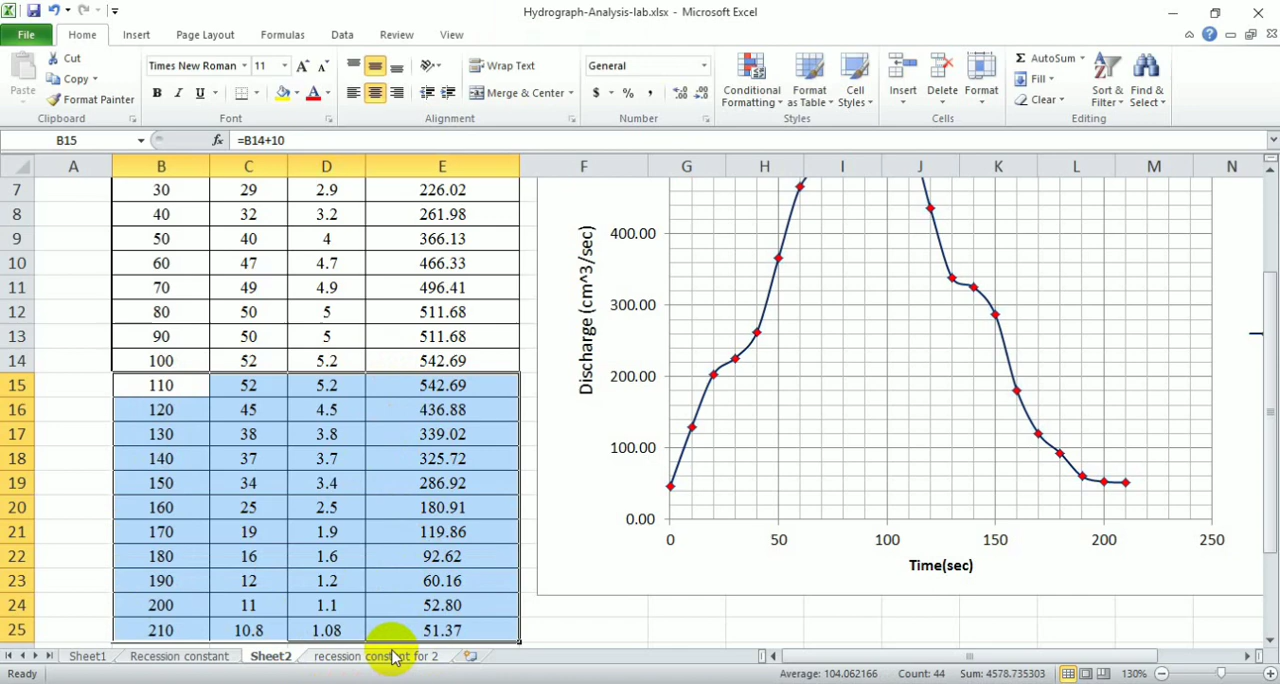 Hydrograph-Analysis-lab.xlsx - Microsoft Excel
File Home Insert Page Layout Formulas Data Review View
Paste
Cut
Copy
Format Painter
Clipboard
Times New Roman 11
B I U
Font
Wrap Text
Merge & Center
Alignment
General
$ % ,
Number
Conditional Formatting
Format as Table
Cell Styles
Styles
Insert Delete Format
Cells
Σ AutoSum
Fill
Clear
Sort & Filter
Find & Select
Editing
B15 fx =B14+10
A B C D E F G H I J K L M N
7 30 29 2.9 226.02
8 40 32 3.2 261.98
9 50 40 4 366.13
10 60 47 4.7 466.33
11 70 49 4.9 496.41
12 80 50 5 511.68
13 90 50 5 511.68
14 100 52 5.2 542.69
15 110 52 5.2 542.69
16 120 45 4.5 436.88
17 130 38 3.8 339.02
18 140 37 3.7 325.72
19 150 34 3.4 286.92
20 160 25 2.5 180.91
21 170 19 1.9 119.86
22 180 16 1.6 92.62
23 190 12 1.2 60.16
24 200 11 1.1 52.80
25 210 10.8 1.08 51.37
Discharge (cm^3/sec)
400.00
300.00
200.00
100.00
0.00
0 50 100 150 200 250
Time(sec)
Sheet1 Recession constant Sheet2 recession constant for 2
Ready Average: 104.062166 Count: 44 Sum: 4578.735303 130%